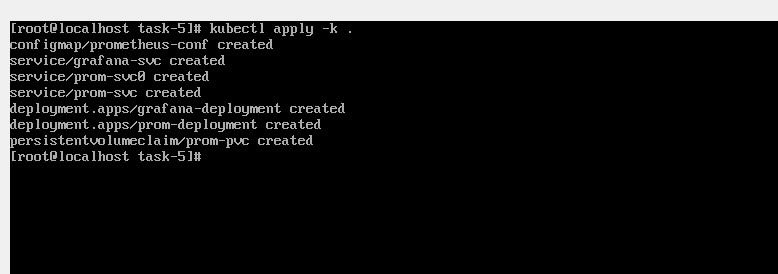 [root@localhost task-5]# kubectl apply -k .
configmap/prometheus-conf created
service/grafana-svc created
service/prom-svc0 created
service/prom-svc created
deployment.apps/grafana-deployment created
deployment.apps/prom-deployment created
persistentvolumeclaim/prom-pvc created
[root@localhost task-5]#